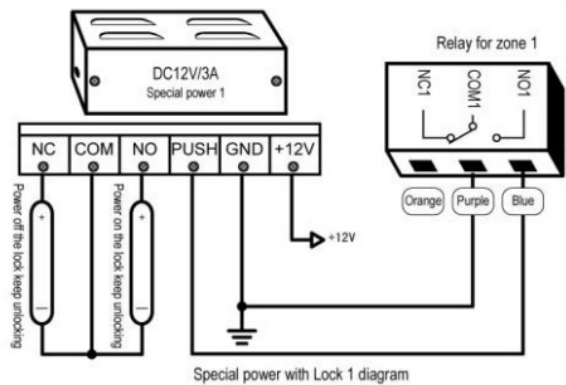 DC12V/3A
Special power 1
NC COM NO PUSH GND +12V
Power off the lock keep unlocking
+
—
Power on the lock keep unlocking
+
—
+12V
Relay for zone 1
NC1
COM1
NO1
Orange Purple Blue
Special power with Lock 1 diagram